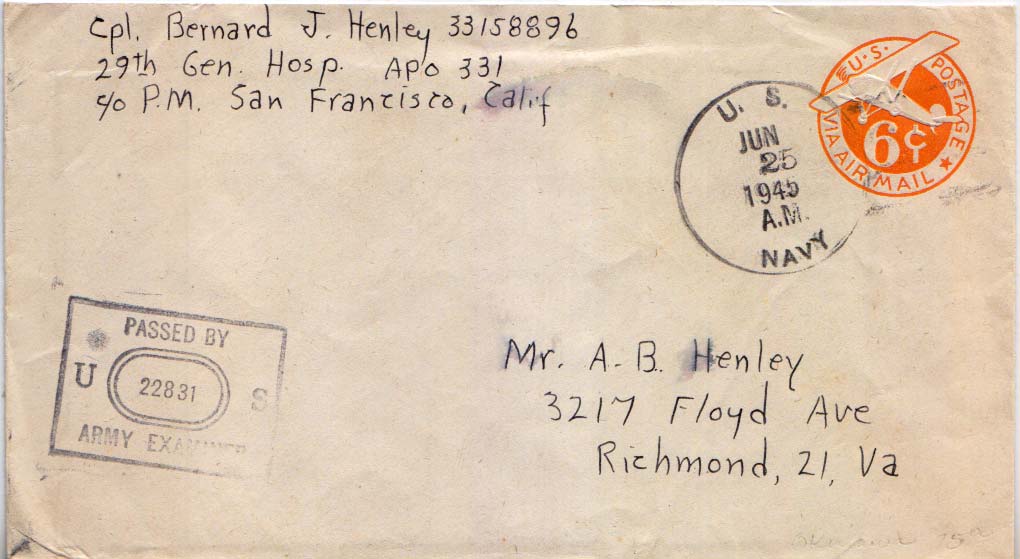 Cpl. Bernard J. Henley 33158896
29th Gen. Hosp. APO 331
c/o P.M. San Francisco, Calif
U. S.
JUN
25
1945
A.M.
NAVY
U.S. POSTAGE
6¢
VIA AIR MAIL
PASSED BY
U 22831 S
ARMY EXAMINER
Mr. A. B. Henley
3217 Floyd Ave
Richmond, 21, Va